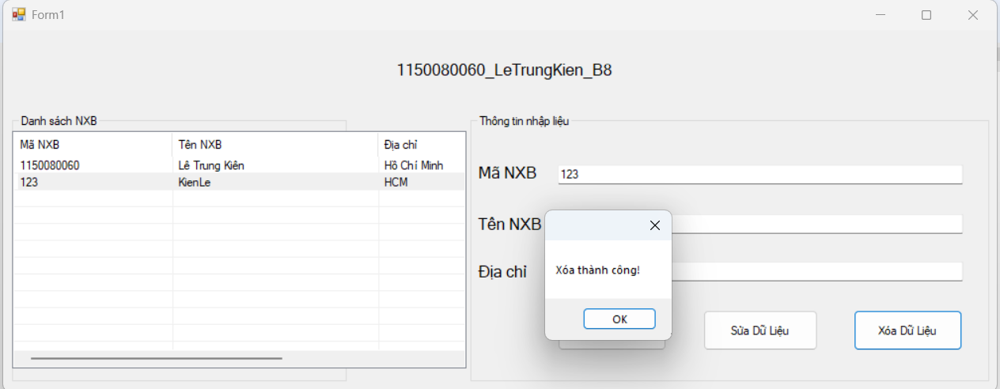 Form1
1150080060_LeTrungKien_B8
Danh sách NXB
Mã NXB Tên NXB Địa chỉ
1150080060 Lê Trung Kiên Hồ Chí Minh
123 KienLe HCM
Thông tin nhập liệu
Mã NXB 123
Tên NXB
Địa chỉ
Xóa thành công!
OK
Sửa Dữ Liệu Xóa Dữ Liệu